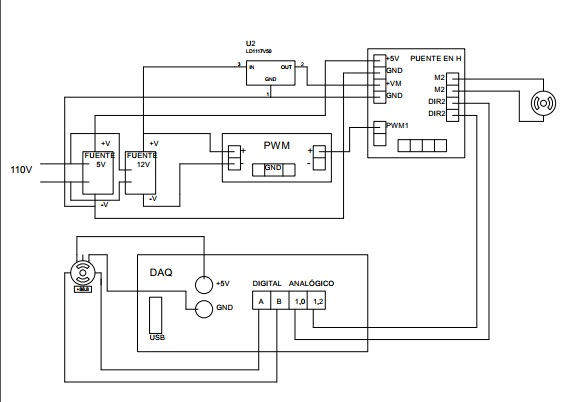 U2
LD1117V50
3
IN
OUT
2
GND
1
+5V
PUENTE EN H
GND
+VM
GND
M2
M2
DIR2
DIR2
PWM1
110V
+V
FUENTE
5V
-V
+V
FUENTE
12V
-V
PWM
+
-
+
-
GND
DAQ
+5V
GND
USB
DIGITAL
ANALÓGICO
A
B
1,0
1,2